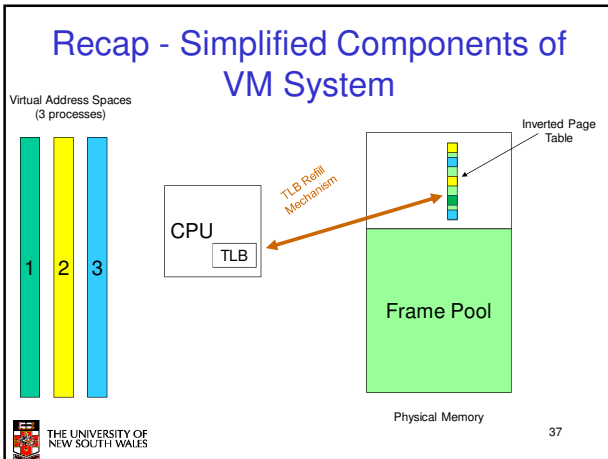 Recap - Simplified Components of
VM System
Virtual Address Spaces
(3 processes)
Inverted Page
Table
TLB Refill
Mechanism
CPU
TLB
1 2 3
Frame Pool
Physical Memory
THE UNIVERSITY OF
NEW SOUTH WALES
37